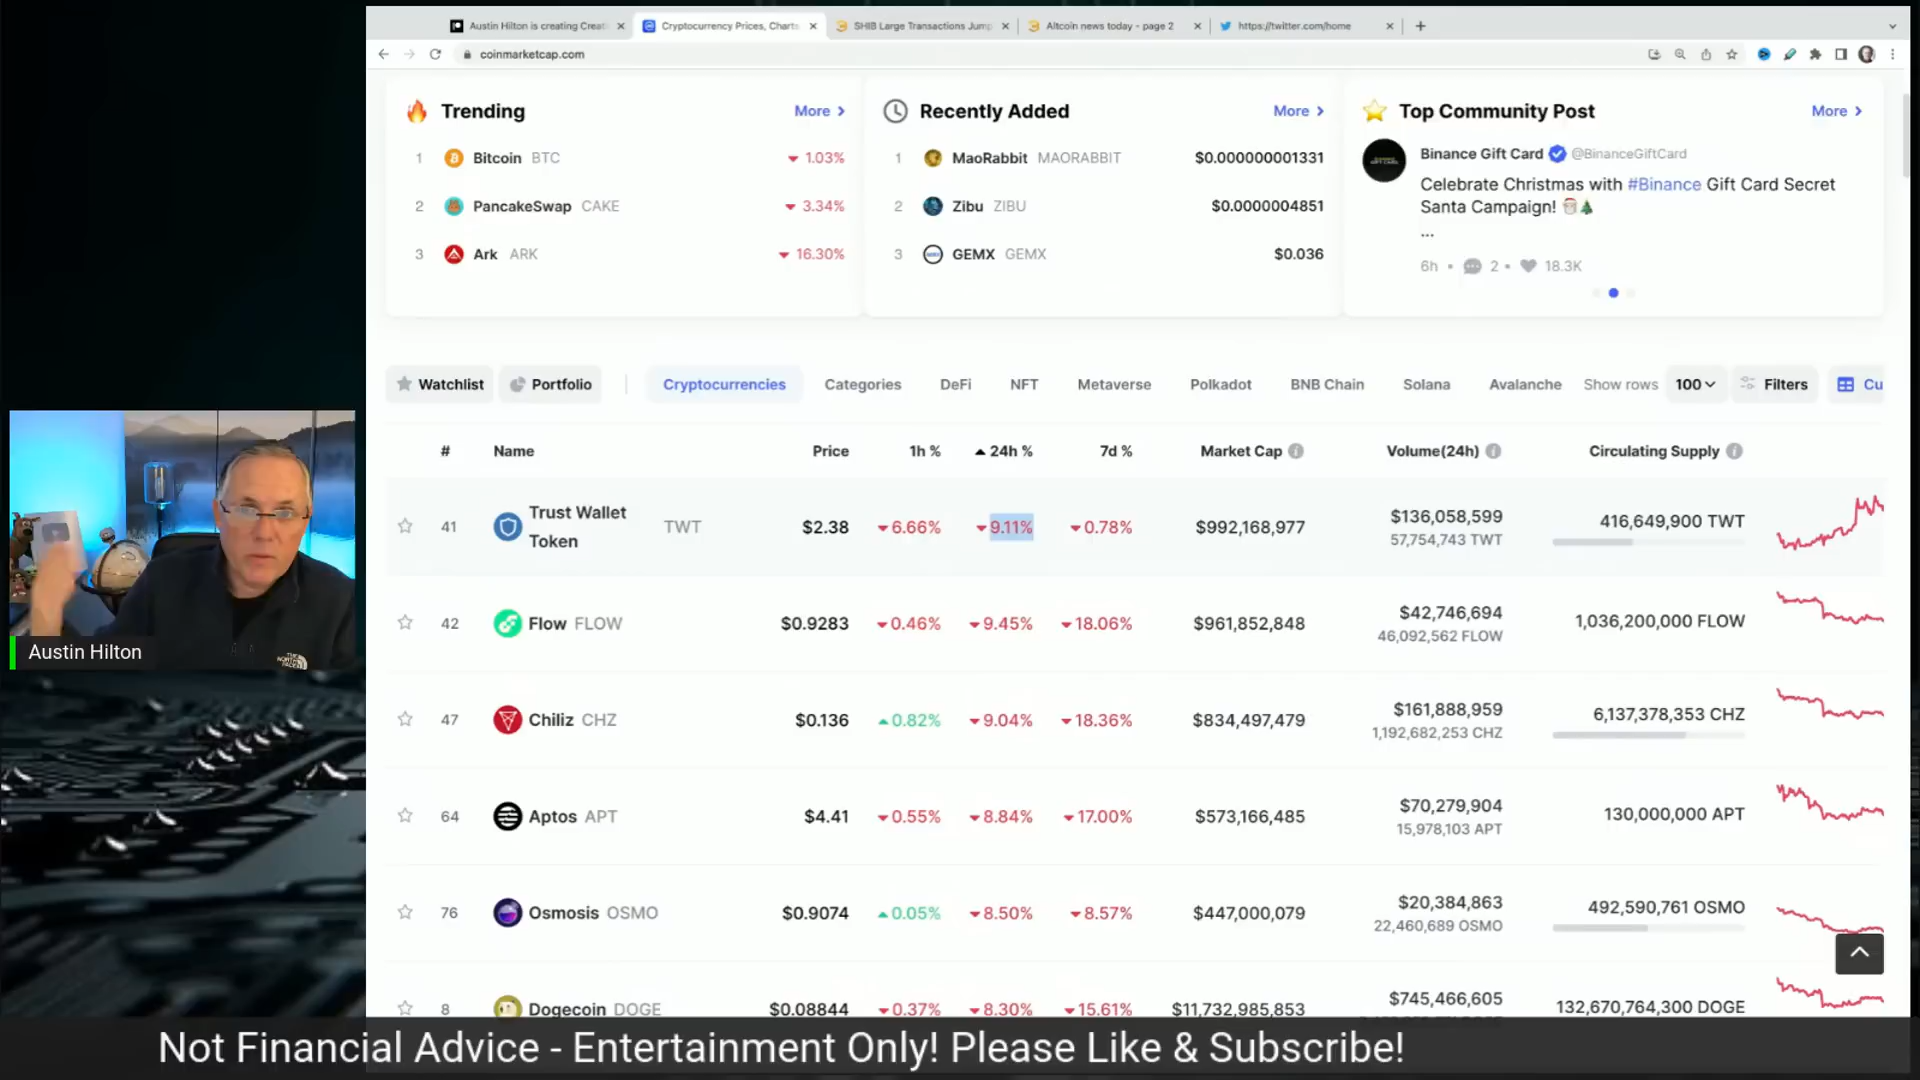 Austin Hilton is creating Creati
Cryptocurrency Prices, Charts
SHIB Large Transactions Jump
Altcoin news today - page 2
https://twitter.com/home
coinmarketcap.com
Trending
More >
1 Bitcoin BTC 1.03%
2 PancakeSwap CAKE 3.34%
3 Ark ARK 16.30%
Recently Added
More >
1 MaoRabbit MAORABBIT $0.000000001331
2 Zibu ZIBU $0.0000004851
3 GEMX GEMX $0.036
Top Community Post
More >
Binance Gift Card @BinanceGiftCard
Celebrate Christmas with #Binance Gift Card Secret
Santa Campaign!
...
6h • 2 • 18.3K
Watchlist Portfolio Cryptocurrencies Categories DeFi NFT Metaverse Polkadot BNB Chain Solana Avalanche Show rows 100 Filters Cu
# Name Price 1h % 24h % 7d % Market Cap Volume(24h) Circulating Supply
41 Trust Wallet Token TWT $2.38 6.66% 9.11% 0.78% $992,168,977 $136,058,599 416,649,900 TWT
57,754,743 TWT
42 Flow FLOW $0.9283 0.46% 9.45% 18.06% $961,852,848 $42,746,694 1,036,200,000 FLOW
46,092,562 FLOW
47 Chiliz CHZ $0.136 0.82% 9.04% 18.36% $834,497,479 $161,888,959 6,137,378,353 CHZ
1,192,682,253 CHZ
64 Aptos APT $4.41 0.55% 8.84% 17.00% $573,166,485 $70,279,904 130,000,000 APT
15,978,103 APT
76 Osmosis OSMO $0.9074 0.05% 8.50% 8.57% $447,000,079 $20,384,863 492,590,761 OSMO
22,460,689 OSMO
8 Dogecoin DOGE $0.08844 0.37% 8.30% 15.61% $11,732,985,853 $745,466,605 132,670,764,300 DOGE
THE NORTH FACE
Austin Hilton
Not Financial Advice - Entertainment Only! Please Like & Subscribe!